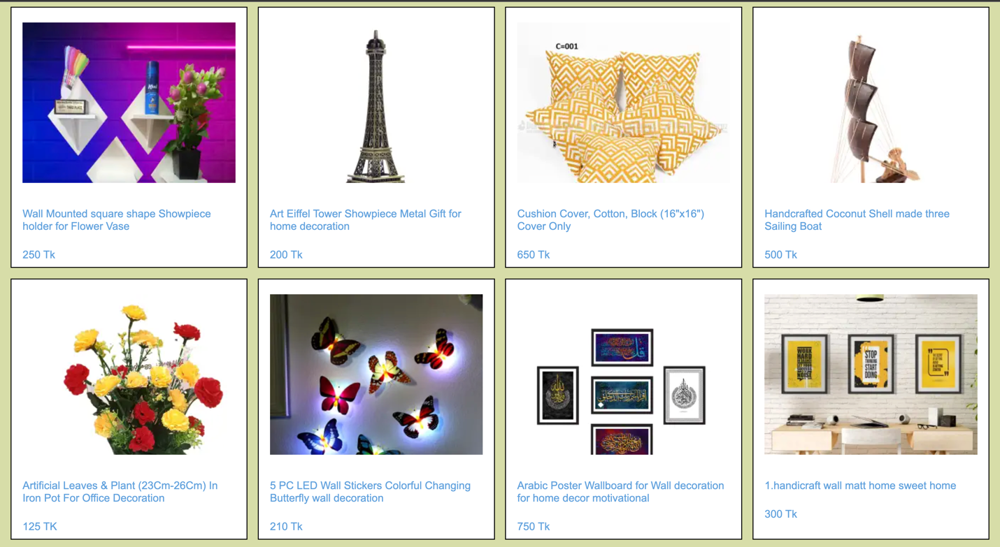 C=001
Wall Mounted square shape Showpiece
holder for Flower Vase
250 Tk
Art Eiffel Tower Showpiece Metal Gift for
home decoration
200 Tk
Cushion Cover, Cotton, Block (16"x16")
Cover Only
650 Tk
Handcrafted Coconut Shell made three
Sailing Boat
500 Tk
WORK
HARD
NOISE
STOP
THINKING
START
DOING
Artificial Leaves & Plant (23Cm-26Cm) In
Iron Pot For Office Decoration
125 TK
5 PC LED Wall Stickers Colorful Changing
Butterfly wall decoration
210 Tk
Arabic Poster Wallboard for Wall decoration
for home decor motivational
750 Tk
1.handicraft wall matt home sweet home
300 Tk